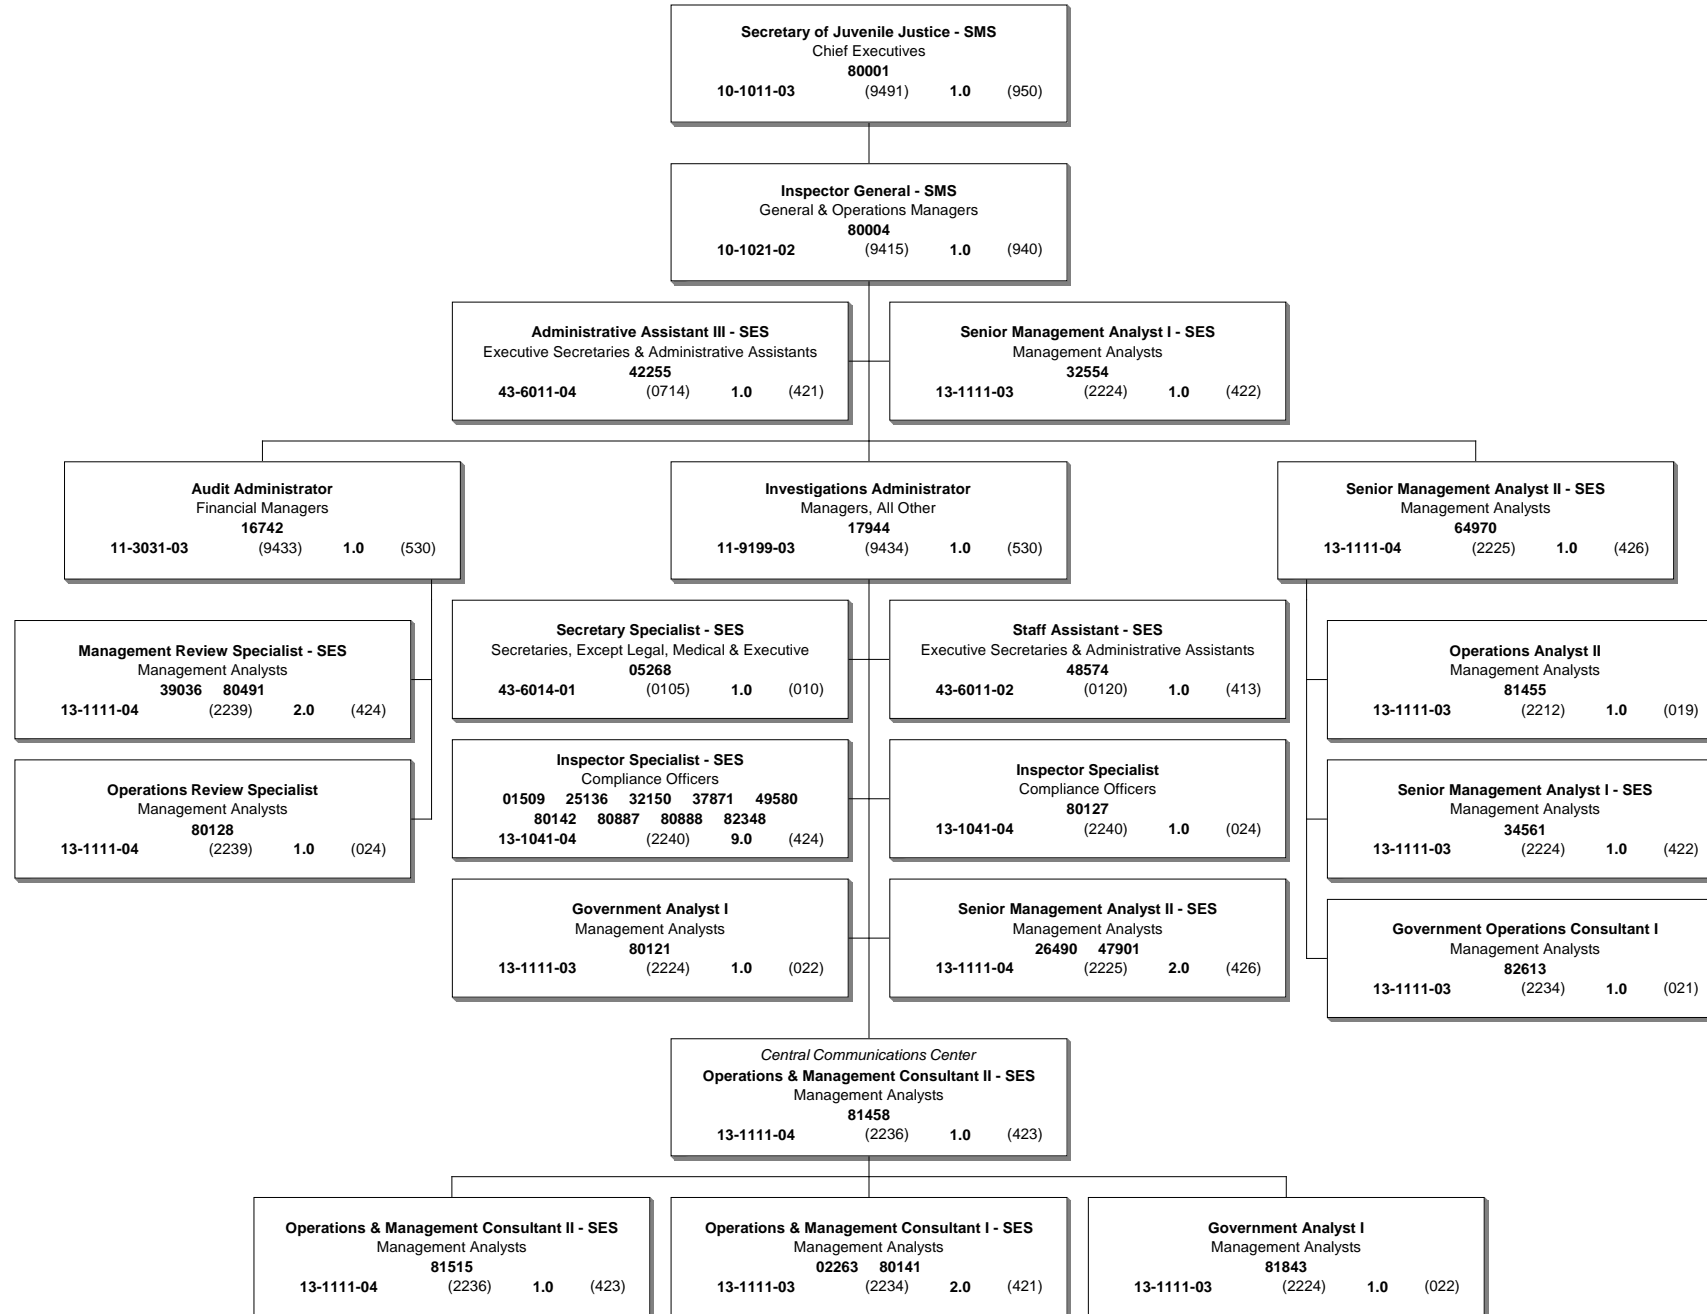 Secretary of Juvenile Justice - SMS
Chief Executives
80001
10-1011-03 (9491) 1.0 (950)
Inspector General - SMS
General & Operations Managers
80004
10-1021-02 (9415) 1.0 (940)
Administrative Assistant III - SES
Executive Secretaries & Administrative Assistants
42255
43-6011-04 (0714) 1.0 (421)
Senior Management Analyst I - SES
Management Analysts
32554
13-1111-03 (2224) 1.0 (422)
Audit Administrator
Financial Managers
16742
11-3031-03 (9433) 1.0 (530)
Investigations Administrator
Managers, All Other
17944
11-9199-03 (9434) 1.0 (530)
Senior Management Analyst II - SES
Management Analysts
64970
13-1111-04 (2225) 1.0 (426)
Management Review Specialist - SES
Management Analysts
39036 80491
13-1111-04 (2239) 2.0 (424)
Secretary Specialist - SES
Secretaries, Except Legal, Medical & Executive
05268
43-6014-01 (0105) 1.0 (010)
Staff Assistant - SES
Executive Secretaries & Administrative Assistants
48574
43-6011-02 (0120) 1.0 (413)
Operations Analyst II
Management Analysts
81455
13-1111-03 (2212) 1.0 (019)
Operations Review Specialist
Management Analysts
80128
13-1111-04 (2239) 1.0 (024)
Inspector Specialist - SES
Compliance Officers
01509 25136 32150 37871 49580
80142 80887 80888 82348
13-1041-04 (2240) 9.0 (424)
Inspector Specialist
Compliance Officers
80127
13-1041-04 (2240) 1.0 (024)
Senior Management Analyst I - SES
Management Analysts
34561
13-1111-03 (2224) 1.0 (422)
Government Analyst I
Management Analysts
80121
13-1111-03 (2224) 1.0 (022)
Senior Management Analyst II - SES
Management Analysts
26490 47901
13-1111-04 (2225) 2.0 (426)
Government Operations Consultant I
Management Analysts
82613
13-1111-03 (2234) 1.0 (021)
Central Communications Center
Operations & Management Consultant II - SES
Management Analysts
81458
13-1111-04 (2236) 1.0 (423)
Operations & Management Consultant II - SES
Management Analysts
81515
13-1111-04 (2236) 1.0 (423)
Operations & Management Consultant I - SES
Management Analysts
02263 80141
13-1111-03 (2234) 2.0 (421)
Government Analyst I
Management Analysts
81843
13-1111-03 (2224) 1.0 (022)